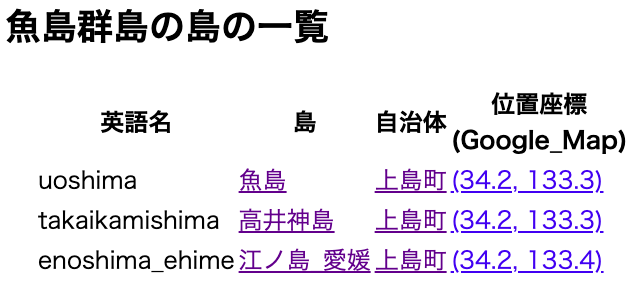 魚島群島の島の一覧
英語名 島 自治体 位置座標
(Google_Map)
uoshima 魚島 上島町 (34.2, 133.3)
takaikamishima 高井神島 上島町 (34.2, 133.3)
enoshima_ehime 江ノ島_愛媛 上島町 (34.2, 133.4)